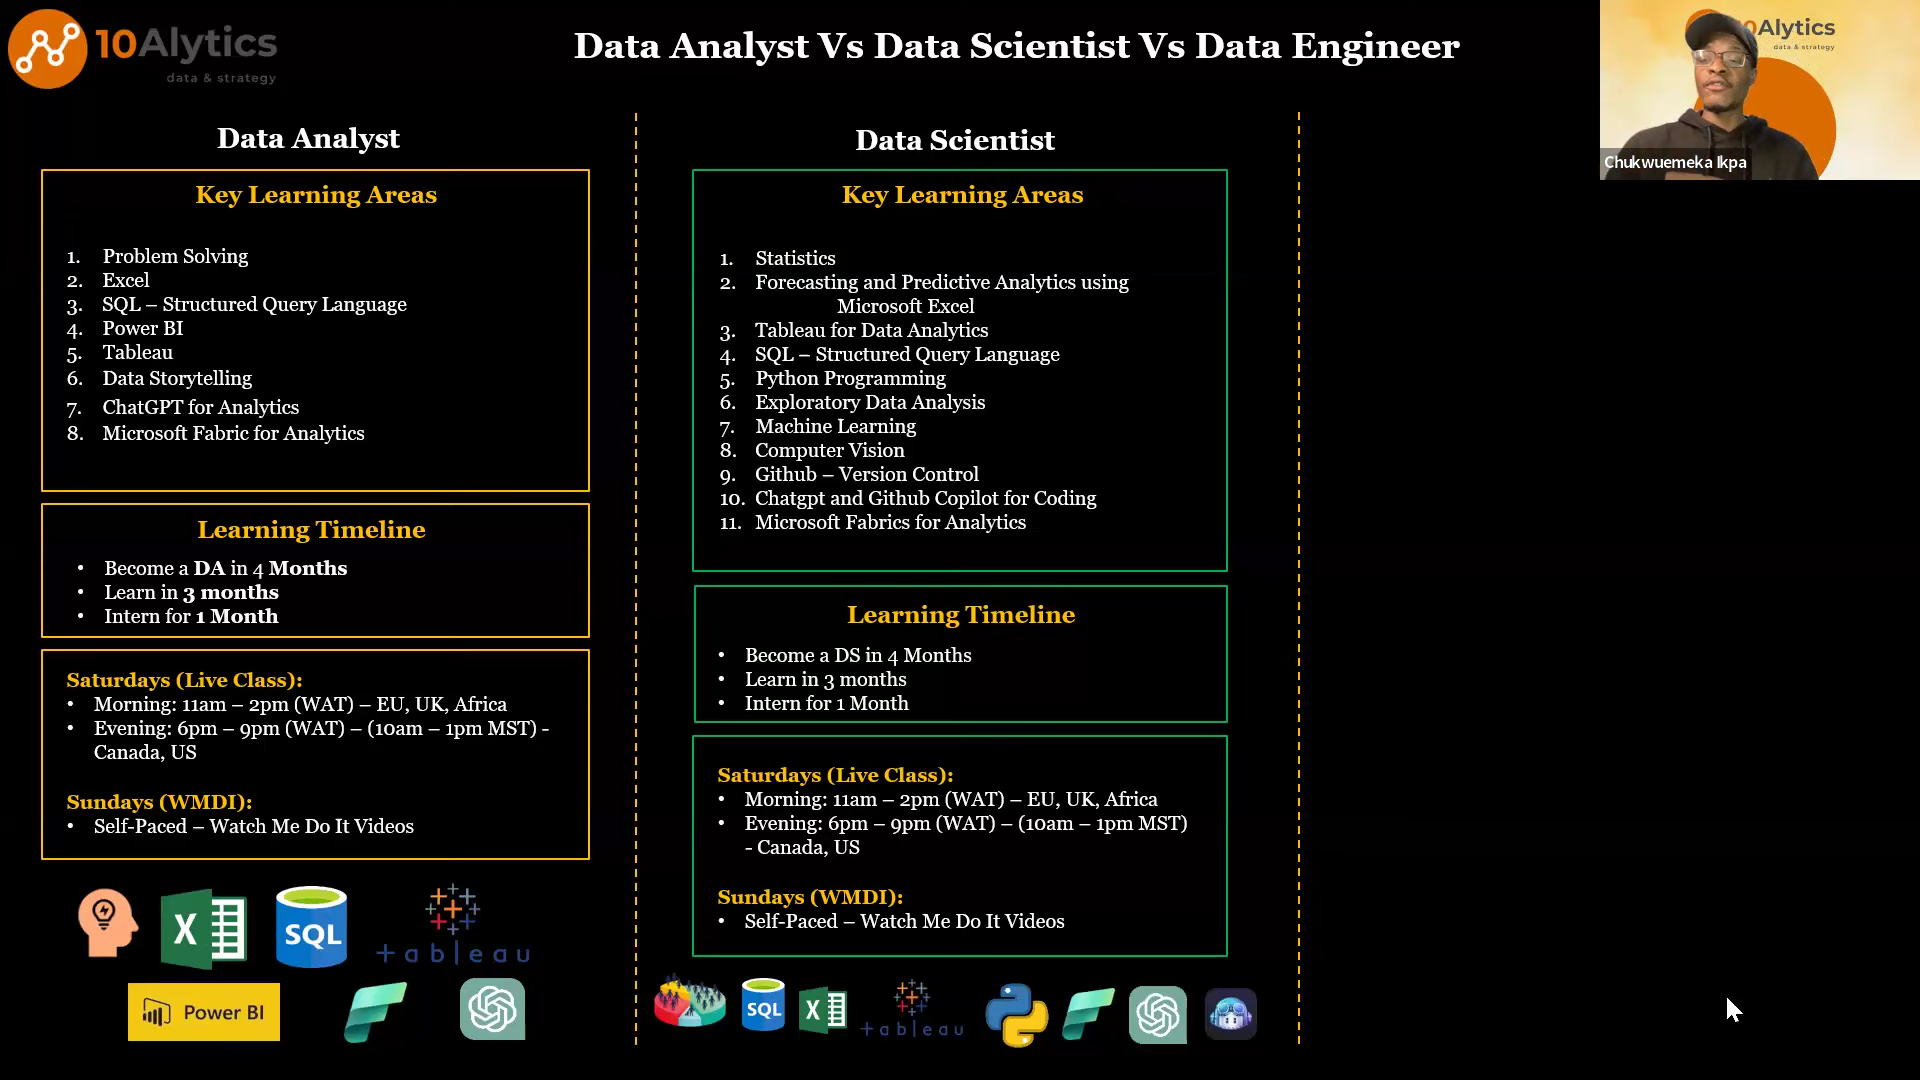 10Alytics
data & strategy
Data Analyst Vs Data Scientist Vs Data Engineer
Data Analyst
Key Learning Areas
1. Problem Solving
2. Excel
3. SQL – Structured Query Language
4. Power BI
5. Tableau
6. Data Storytelling
7. ChatGPT for Analytics
8. Microsoft Fabric for Analytics
Learning Timeline
• Become a DA in 4 Months
• Learn in 3 months
• Intern for 1 Month
Saturdays (Live Class):
• Morning: 11am – 2pm (WAT) – EU, UK, Africa
• Evening: 6pm – 9pm (WAT) – (10am – 1pm MST) -
Canada, US
Sundays (WMDI):
• Self-Paced – Watch Me Do It Videos
X
SQL
+ableau
Power BI
Data Scientist
Key Learning Areas
1. Statistics
2. Forecasting and Predictive Analytics using
Microsoft Excel
3. Tableau for Data Analytics
4. SQL – Structured Query Language
5. Python Programming
6. Exploratory Data Analysis
7. Machine Learning
8. Computer Vision
9. Github – Version Control
10. Chatgpt and Github Copilot for Coding
11. Microsoft Fabrics for Analytics
Learning Timeline
• Become a DS in 4 Months
• Learn in 3 months
• Intern for 1 Month
Saturdays (Live Class):
• Morning: 11am – 2pm (WAT) – EU, UK, Africa
• Evening: 6pm – 9pm (WAT) – (10am – 1pm MST)
- Canada, US
Sundays (WMDI):
• Self-Paced – Watch Me Do It Videos
SQL
X
+ableau
10Alytics
data & strategy
Chukwuemeka Ikpa